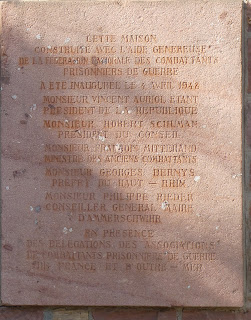 CETTE MAISON
CONSTRUITE AVEC L'AIDE GENEREUSE
DE LA FEDERATION NATIONALE DES COMBATTANTS
PRISONNIERS DE GUERRE
A ETE INAUGUREE LE 4 AVRIL 1948
MONSIEUR VINCENT AURIOL ETANT
PRESIDENT DE LA REPUBLIQUE
MONSIEUR ROBERT SCHUMAN
PRESIDENT DU CONSEIL
MONSIEUR FRANÇOIS MITTERAND
MINISTRE DES ANCIENS COMBATTANTS
MONSIEUR GEORGES BERNYS
PREFET DU HAUT-RHIN
MONSIEUR PHILIPPE RIEDER
CONSEILLER GENERAL MAIRE
D'AMMERSCHWIHR
EN PRESENCE
DES DELEGATIONS DES ASSOCIATIONS
DE COMBATTANTS PRISONNIERS DE GUERRE
DE FRANCE ET D'OUTRE-MER